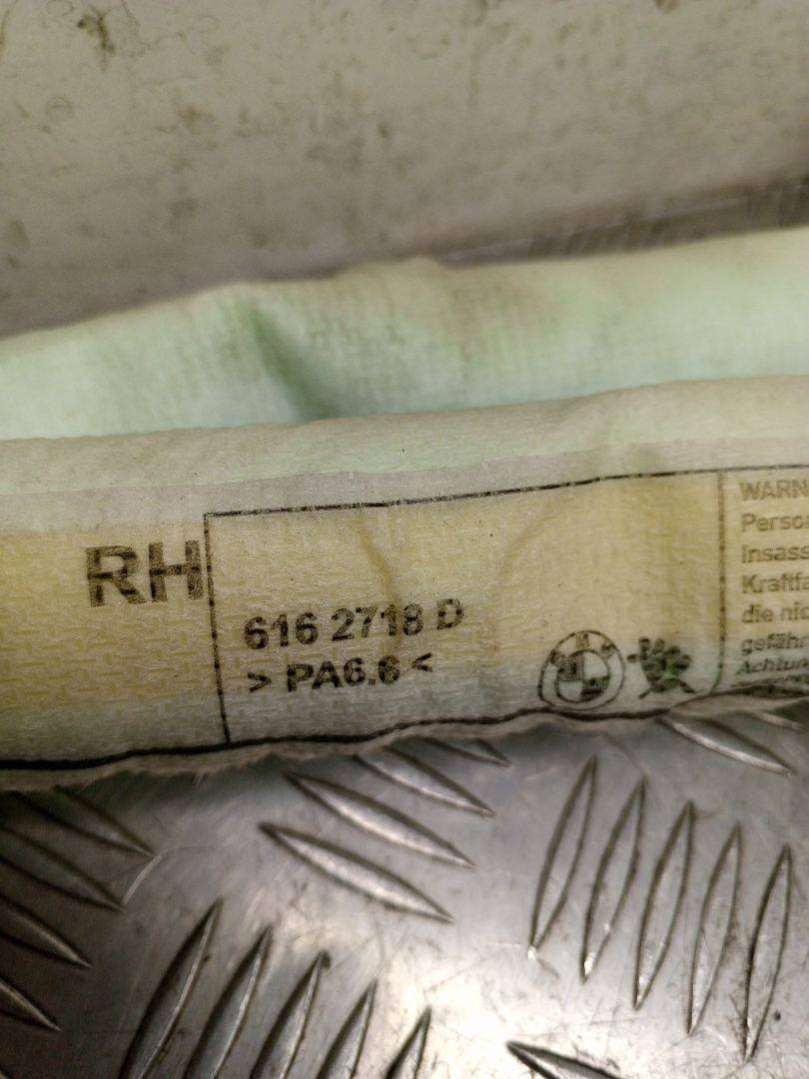 RH
616 2718 D
> PA6.6 <
WARN
Perso
Insass
Kraftfa
die nic
gefähr
Achtun